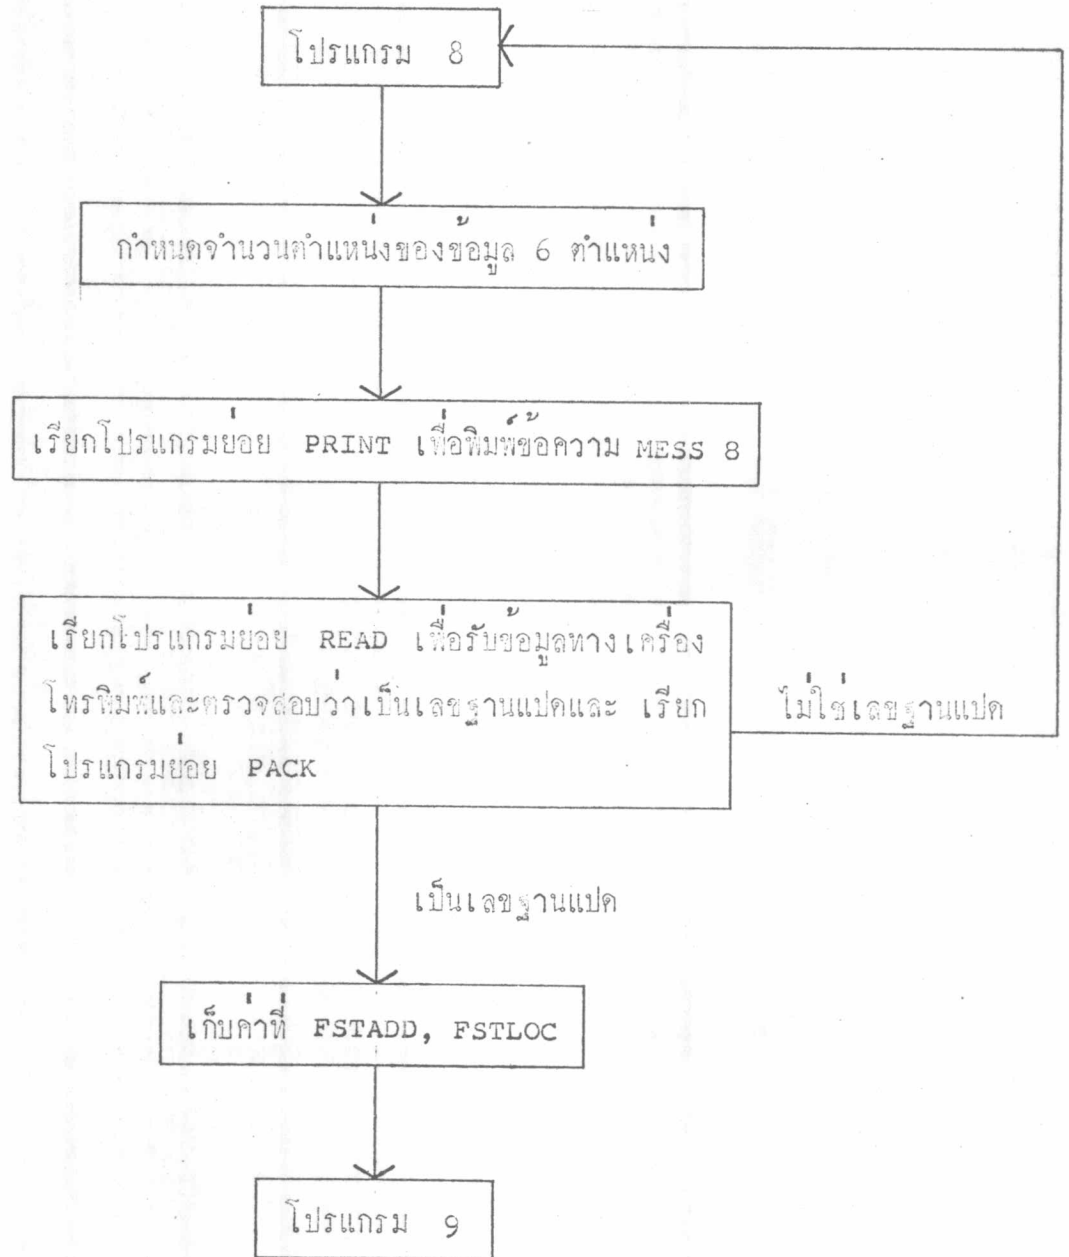 โปรแกรม 8
กำหนดจำนวนตำแหน่งของข้อมูล 6 ตำแหน่ง
เรียกโปรแกรมย่อย PRINT เพื่อพิมพ์ข้อความ MESS 8
เรียกโปรแกรมย่อย READ เพื่อรับข้อมูลทางเครื่อง
โทรพิมพ์และตรวจสอบว่าเป็นเลขฐานแปดและ เรียก
โปรแกรมย่อย PACK
ไม่ใช่เลขฐานแปด
เป็นเลขฐานแปด
เก็บค่าที่ FSTADD, FSTLOC
โปรแกรม 9